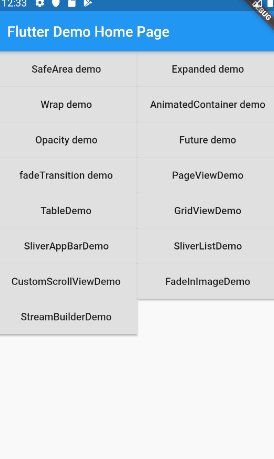 12:33
DEBUG
Flutter Demo Home Page
SafeArea demo
Expanded demo
Wrap demo
AnimatedContainer demo
Opacity demo
Future demo
fadeTransition demo
PageViewDemo
TableDemo
GridViewDemo
SliverAppBarDemo
SliverListDemo
CustomScrollViewDemo
FadeInImageDemo
StreamBuilderDemo